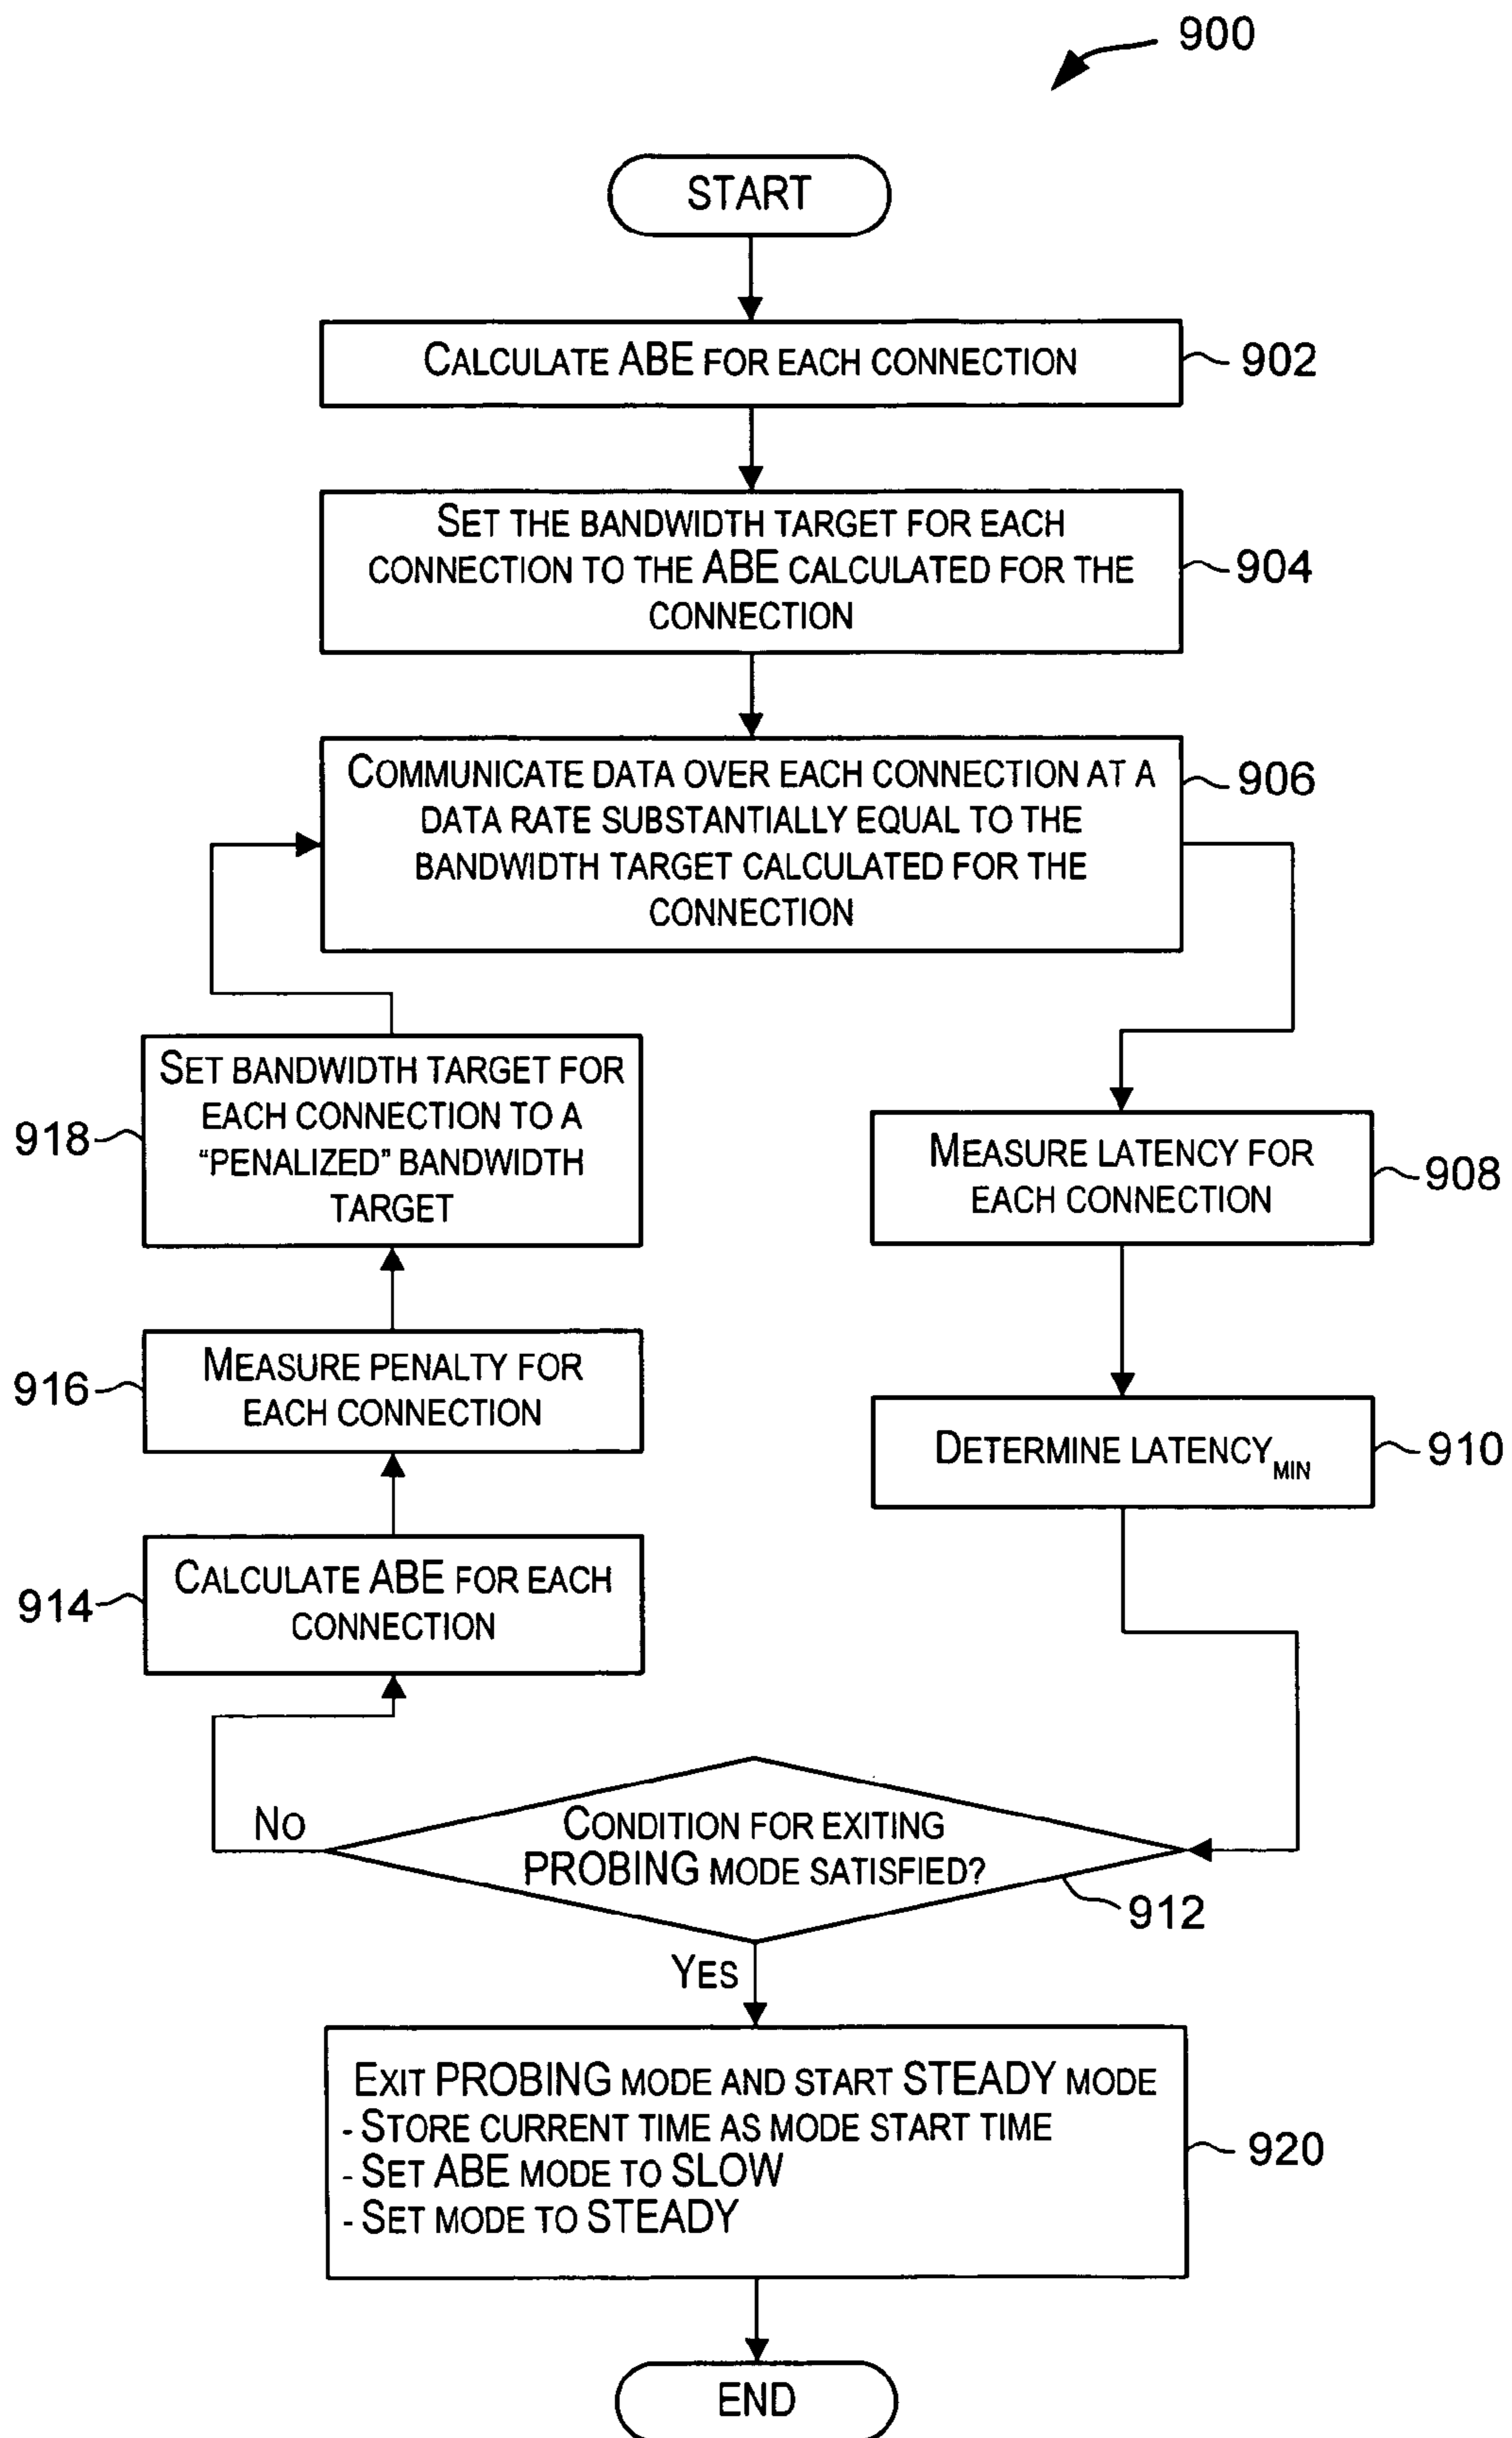 900
START
CALCULATE ABE FOR EACH CONNECTION
902
SET THE BANDWIDTH TARGET FOR EACH
CONNECTION TO THE ABE CALCULATED FOR THE
CONNECTION
904
COMMUNICATE DATA OVER EACH CONNECTION AT A
DATA RATE SUBSTANTIALLY EQUAL TO THE
BANDWIDTH TARGET CALCULATED FOR THE
CONNECTION
906
MEASURE LATENCY FOR
EACH CONNECTION
908
DETERMINE LATENCY MIN
910
CONDITION FOR EXITING
PROBING MODE SATISFIED?
912
NO
CALCULATE ABE FOR EACH
CONNECTION
914
MEASURE PENALTY FOR
EACH CONNECTION
916
SET BANDWIDTH TARGET FOR
EACH CONNECTION TO A
“PENALIZED” BANDWIDTH
TARGET
918
YES
EXIT PROBING MODE AND START STEADY MODE
- STORE CURRENT TIME AS MODE START TIME
- SET ABE MODE TO SLOW
- SET MODE TO STEADY
920
END